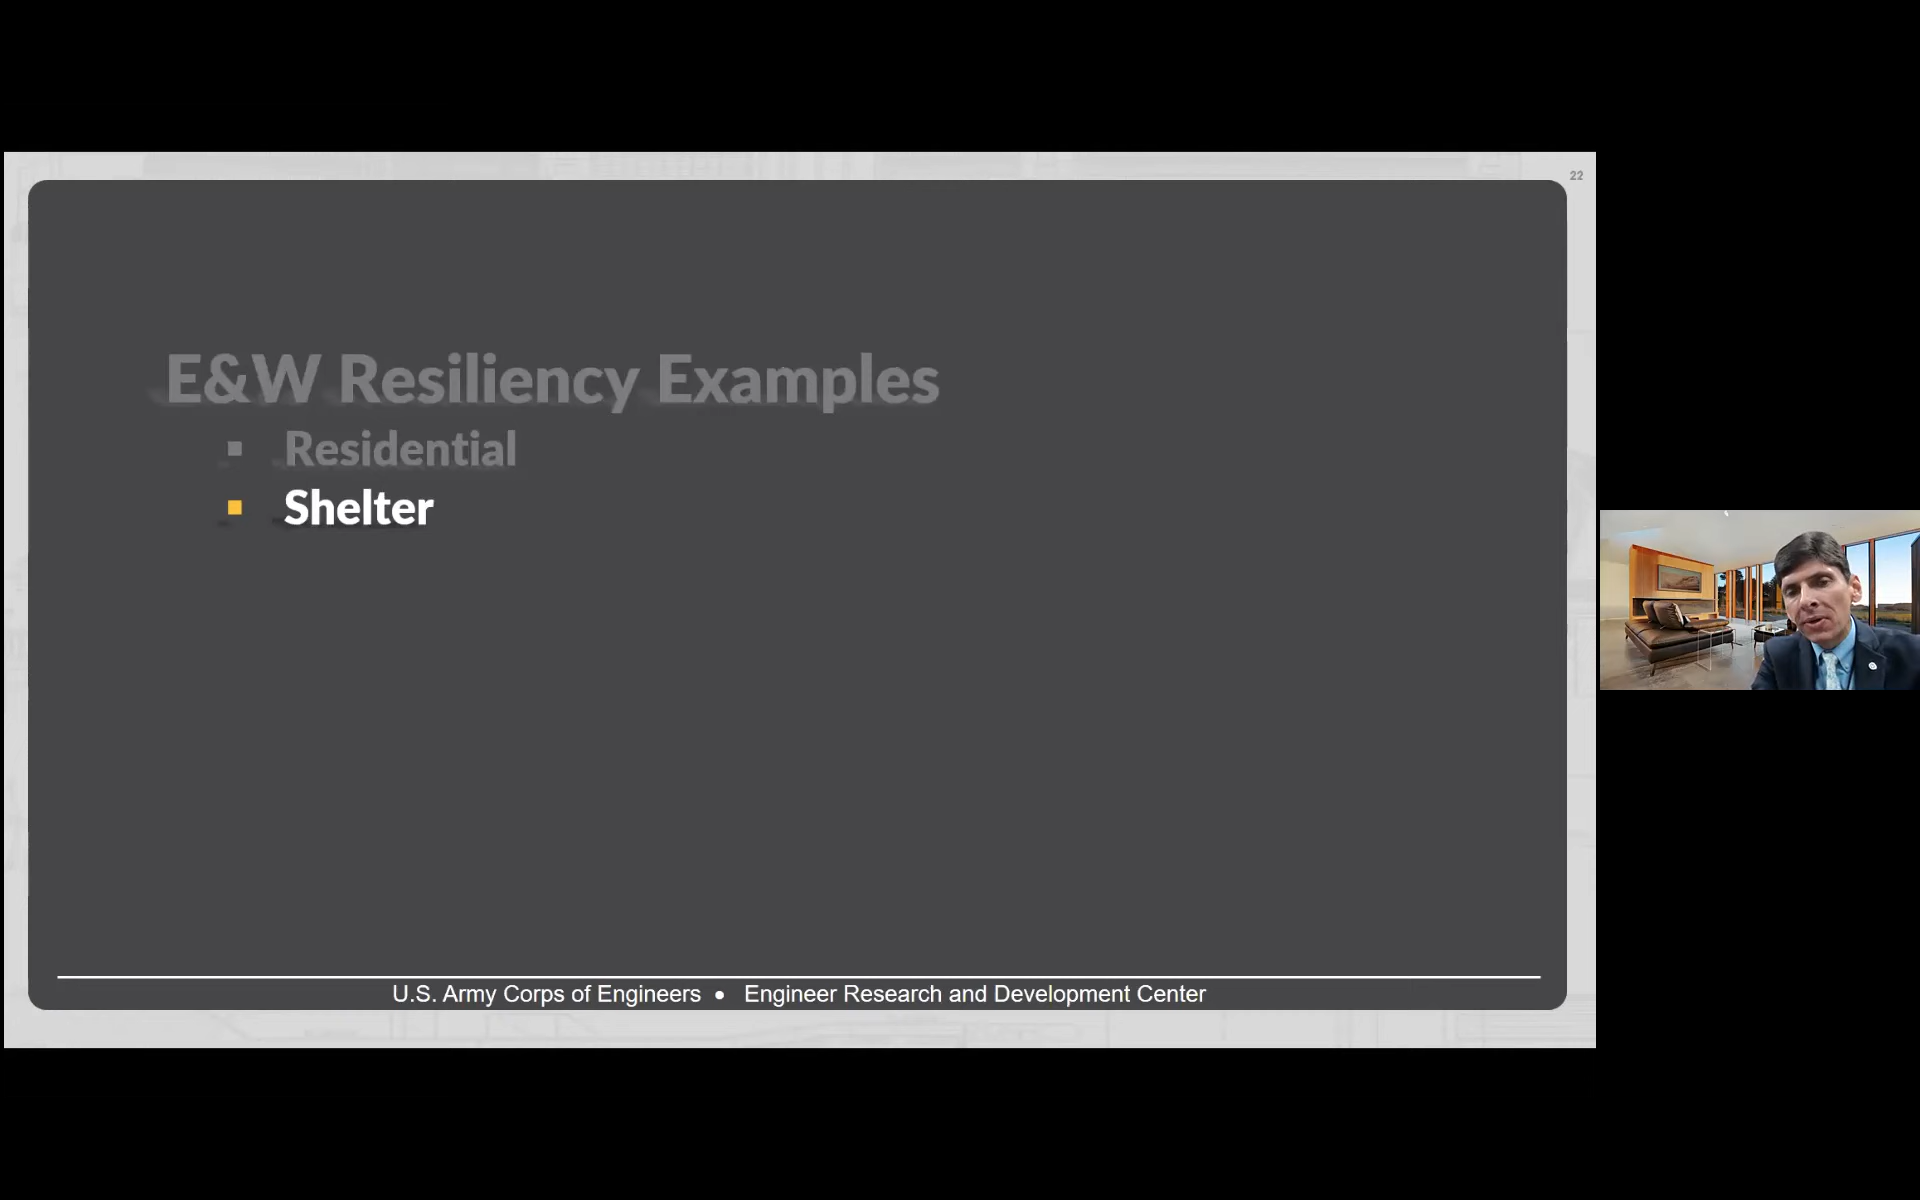 22
E&W Resiliency Examples
▪ Residential
▪ Shelter
U.S. Army Corps of Engineers • Engineer Research and Development Center